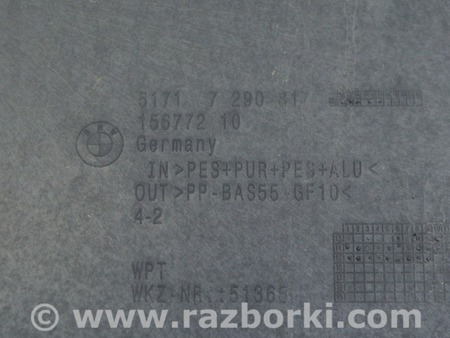 5171 7 290 817
156772 10
BMW
Germany
IN>PES+PUR+PES+ALU<
OUT>PP-BAS55 GF10<
4-2
WPT
WKZ-NR.:51365
© www.razborki.com/